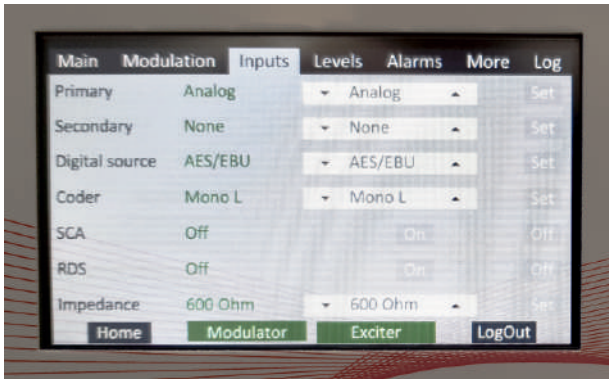 Main Modulation Inputs Levels Alarms More Log
Primary Analog Analog Set
Secondary None None Set
Digital source AES/EBU AES/EBU Set
Coder Mono L Mono L Set
SCA Off On Off
RDS Off On Off
Impedance 600 Ohm 600 Ohm Set
Home Modulator Exciter LogOut